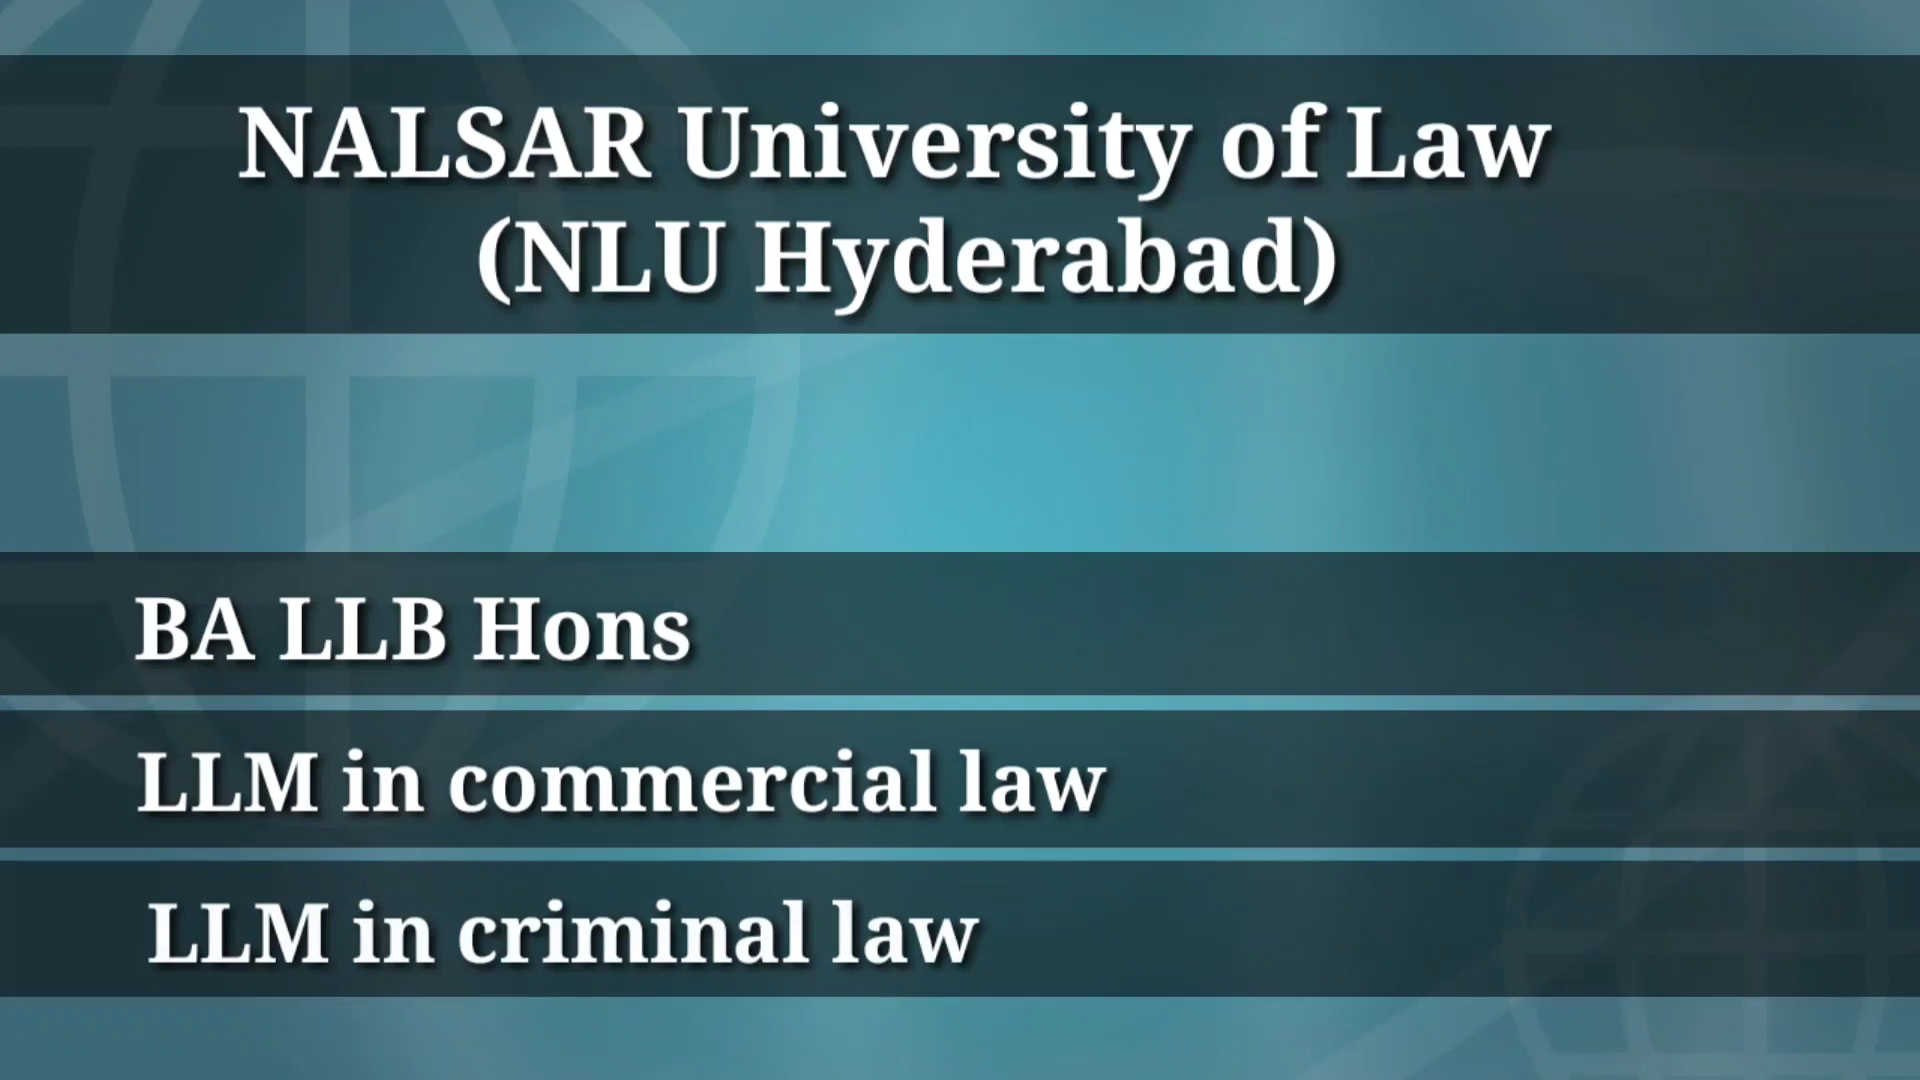 NALSAR University of Law
(NLU Hyderabad)
BA LLB Hons
LLM in commercial law
LLM in criminal law